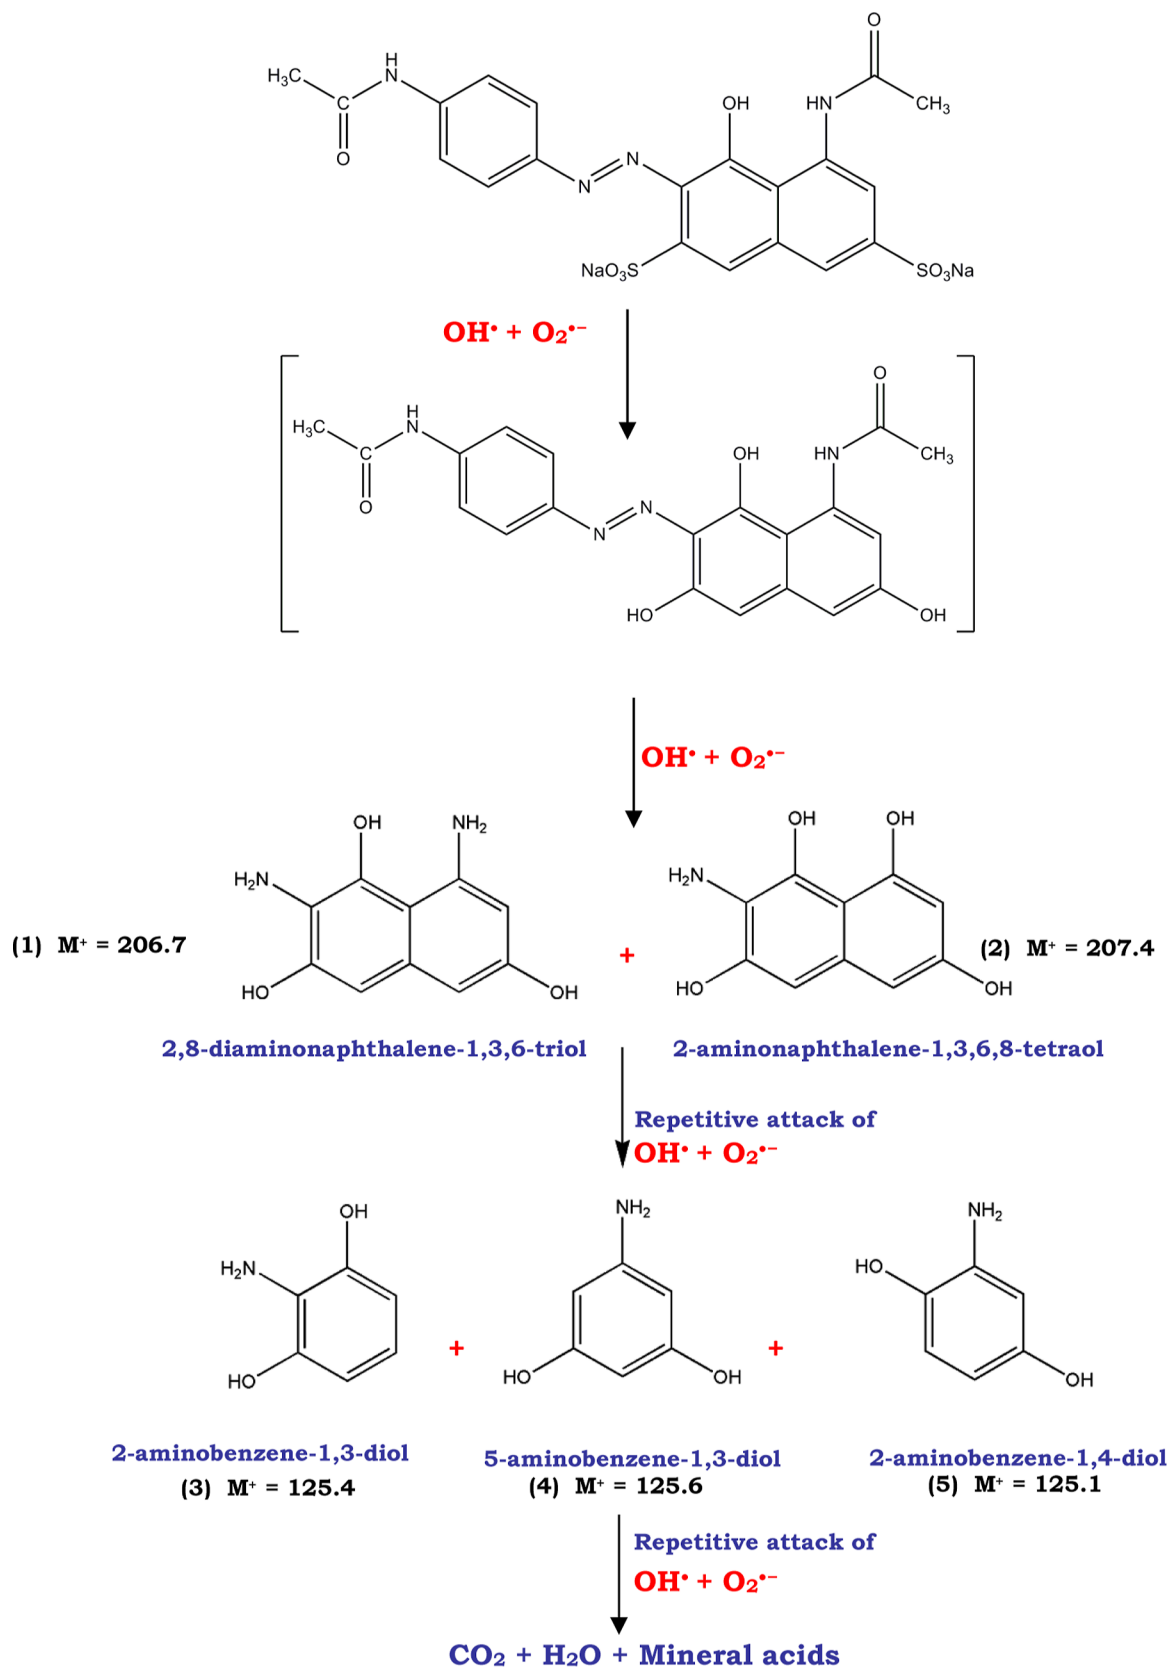 O
H
H₃C N OH HN CH₃
C
O N N
NaO₃S SO₃Na
OH• + O₂•⁻
O
H
H₃C N OH HN CH₃
C
O N N
HO OH
OH• + O₂•⁻
OH NH₂ OH OH
H₂N H₂N
(1) M⁺ = 206.7 + (2) M⁺ = 207.4
HO OH HO OH
2,8-diaminonaphthalene-1,3,6-triol 2-aminonaphthalene-1,3,6,8-tetraol
Repetitive attack of
OH• + O₂•⁻
OH NH₂ NH₂
H₂N HO
+ +
HO HO OH OH
2-aminobenzene-1,3-diol 5-aminobenzene-1,3-diol 2-aminobenzene-1,4-diol
(3) M⁺ = 125.4 (4) M⁺ = 125.6 (5) M⁺ = 125.1
Repetitive attack of
OH• + O₂•⁻
CO₂ + H₂O + Mineral acids